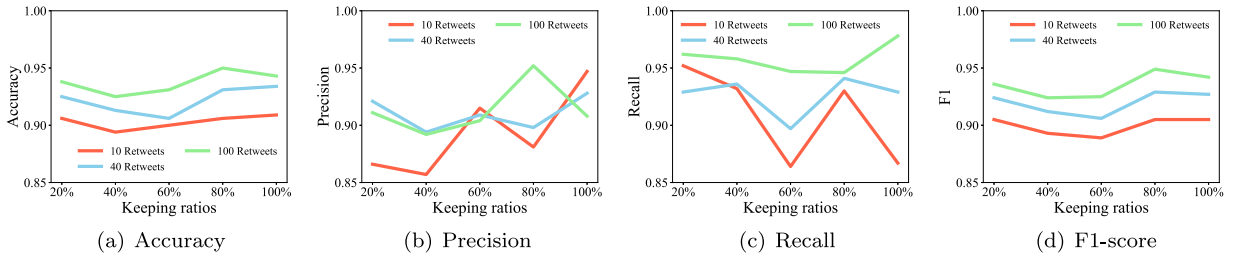 1.00
0.95
0.90
0.85
Accuracy
10 Retweets
40 Retweets
100 Retweets
20% 40% 60% 80% 100%
Keeping ratios
(a) Accuracy
1.00
0.95
0.90
0.85
Precision
10 Retweets
40 Retweets
100 Retweets
20% 40% 60% 80% 100%
Keeping ratios
(b) Precision
1.00
0.95
0.90
0.85
Recall
10 Retweets
40 Retweets
100 Retweets
20% 40% 60% 80% 100%
Keeping ratios
(c) Recall
1.00
0.95
0.90
0.85
F1
10 Retweets
40 Retweets
100 Retweets
20% 40% 60% 80% 100%
Keeping ratios
(d) F1-score